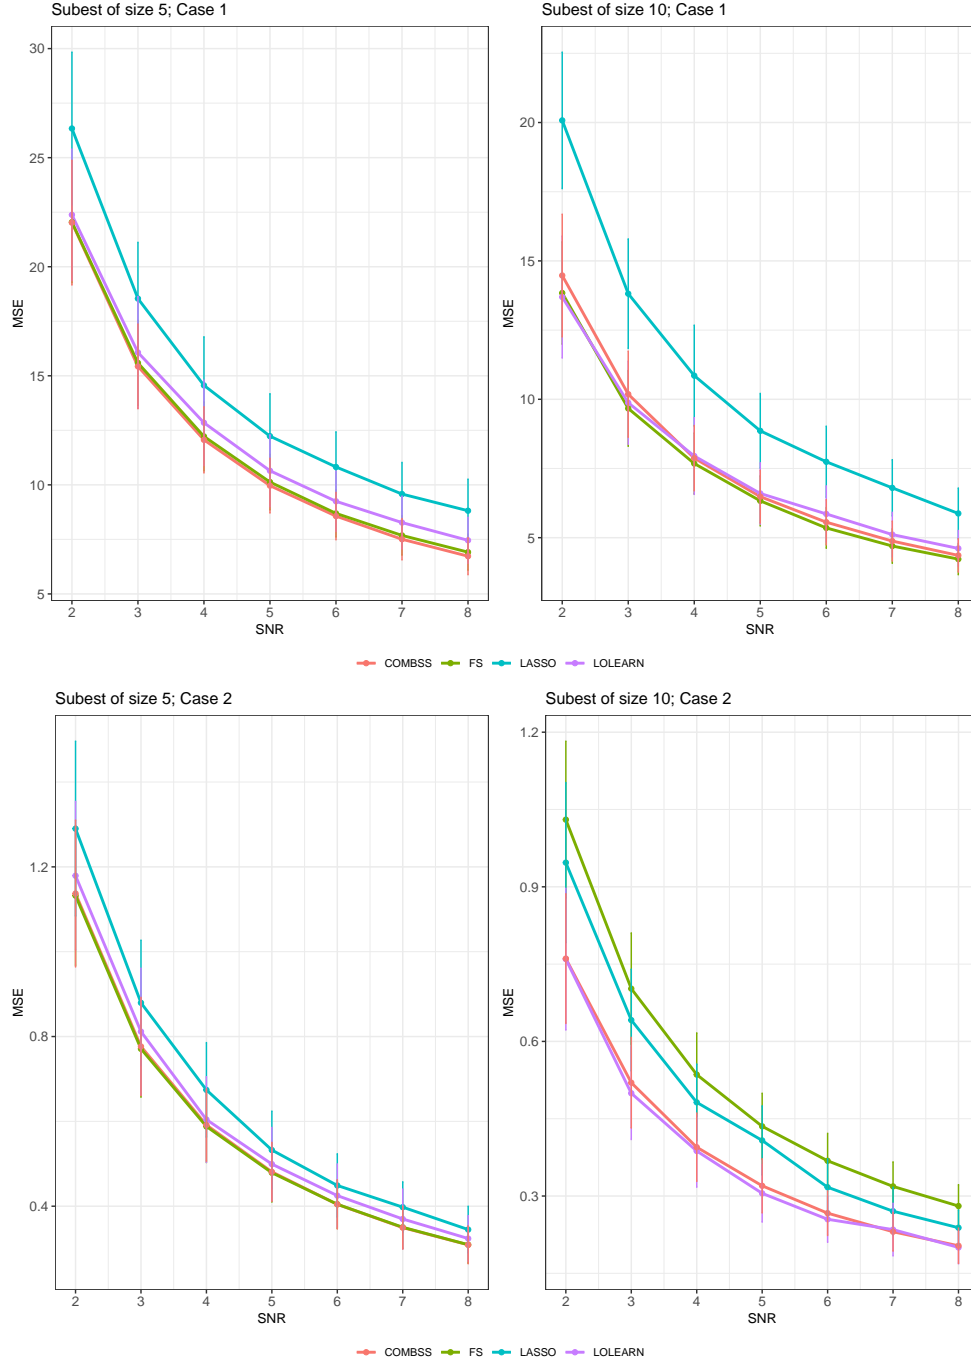 Subest of size 5; Case 1
30
25
20
15
10
5
MSE
2 3 4 5 6 7 8
SNR
Subest of size 10; Case 1
20
15
10
5
MSE
2 3 4 5 6 7 8
SNR
COMBSS FS LASSO LOLEARN
Subest of size 5; Case 2
1.2
0.8
0.4
MSE
2 3 4 5 6 7 8
SNR
Subest of size 10; Case 2
1.2
0.9
0.6
0.3
MSE
2 3 4 5 6 7 8
SNR
COMBSS FS LASSO LOLEARN